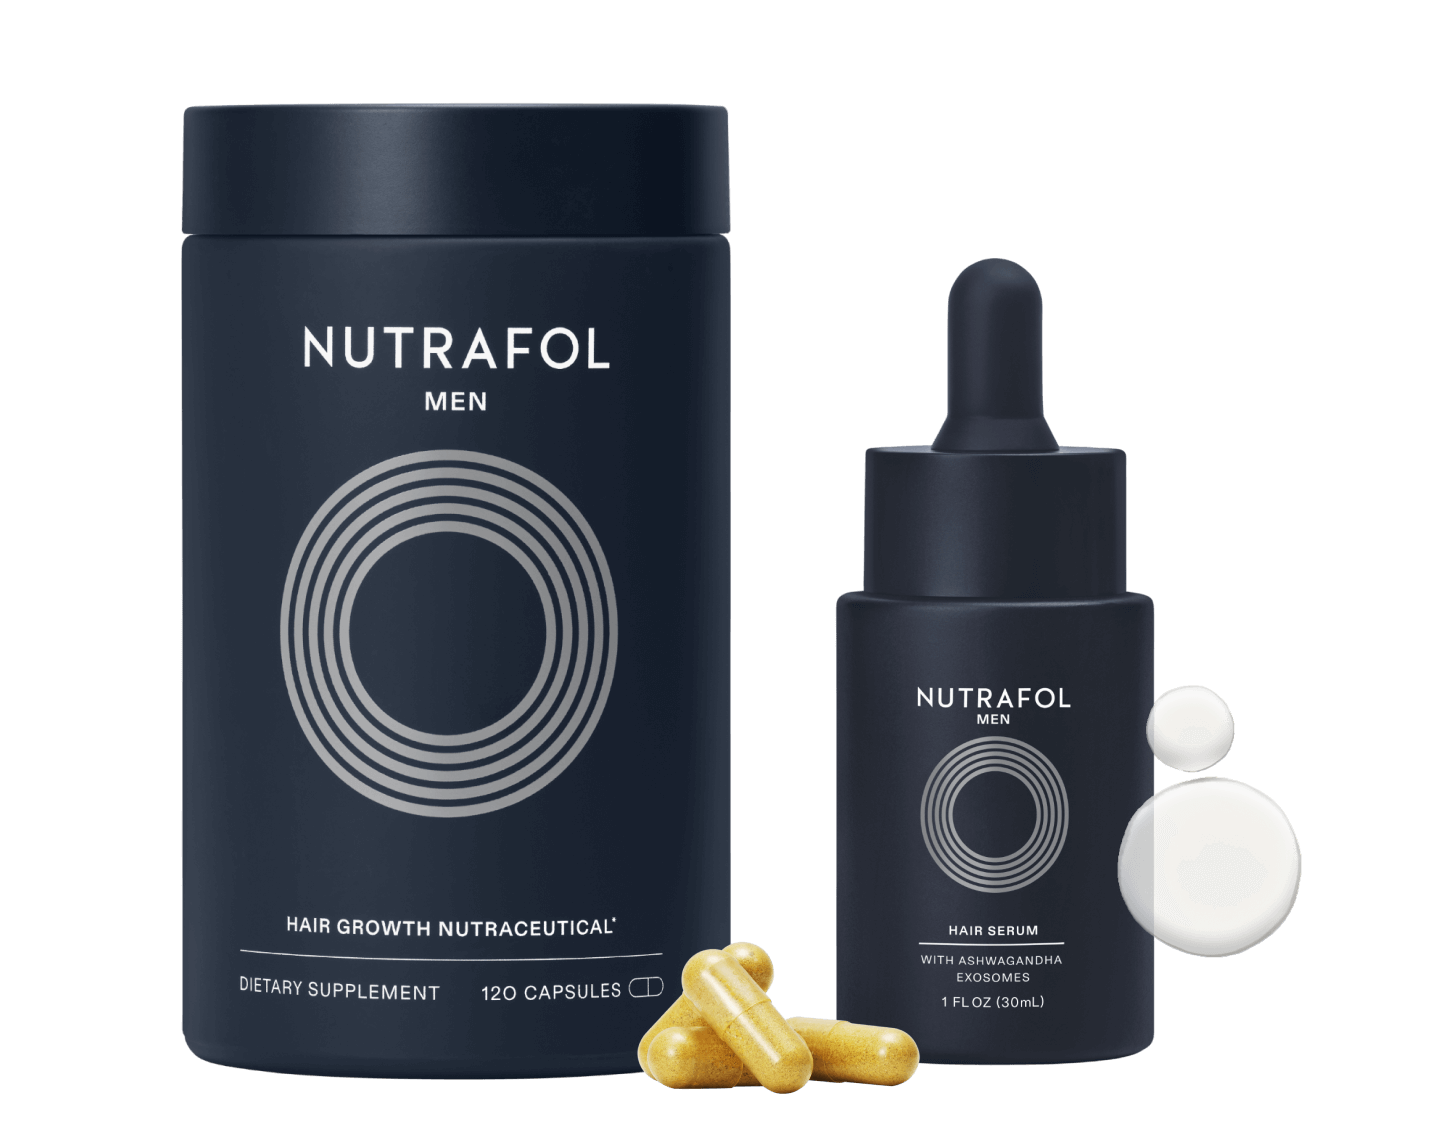 NUTRAFOL
MEN
HAIR GROWTH NUTRACEUTICAL*
DIETARY SUPPLEMENT 120 CAPSULES
NUTRAFOL
MEN
HAIR SERUM
WITH ASHWAGANDHA
EXOSOMES
1 FL OZ (30mL)